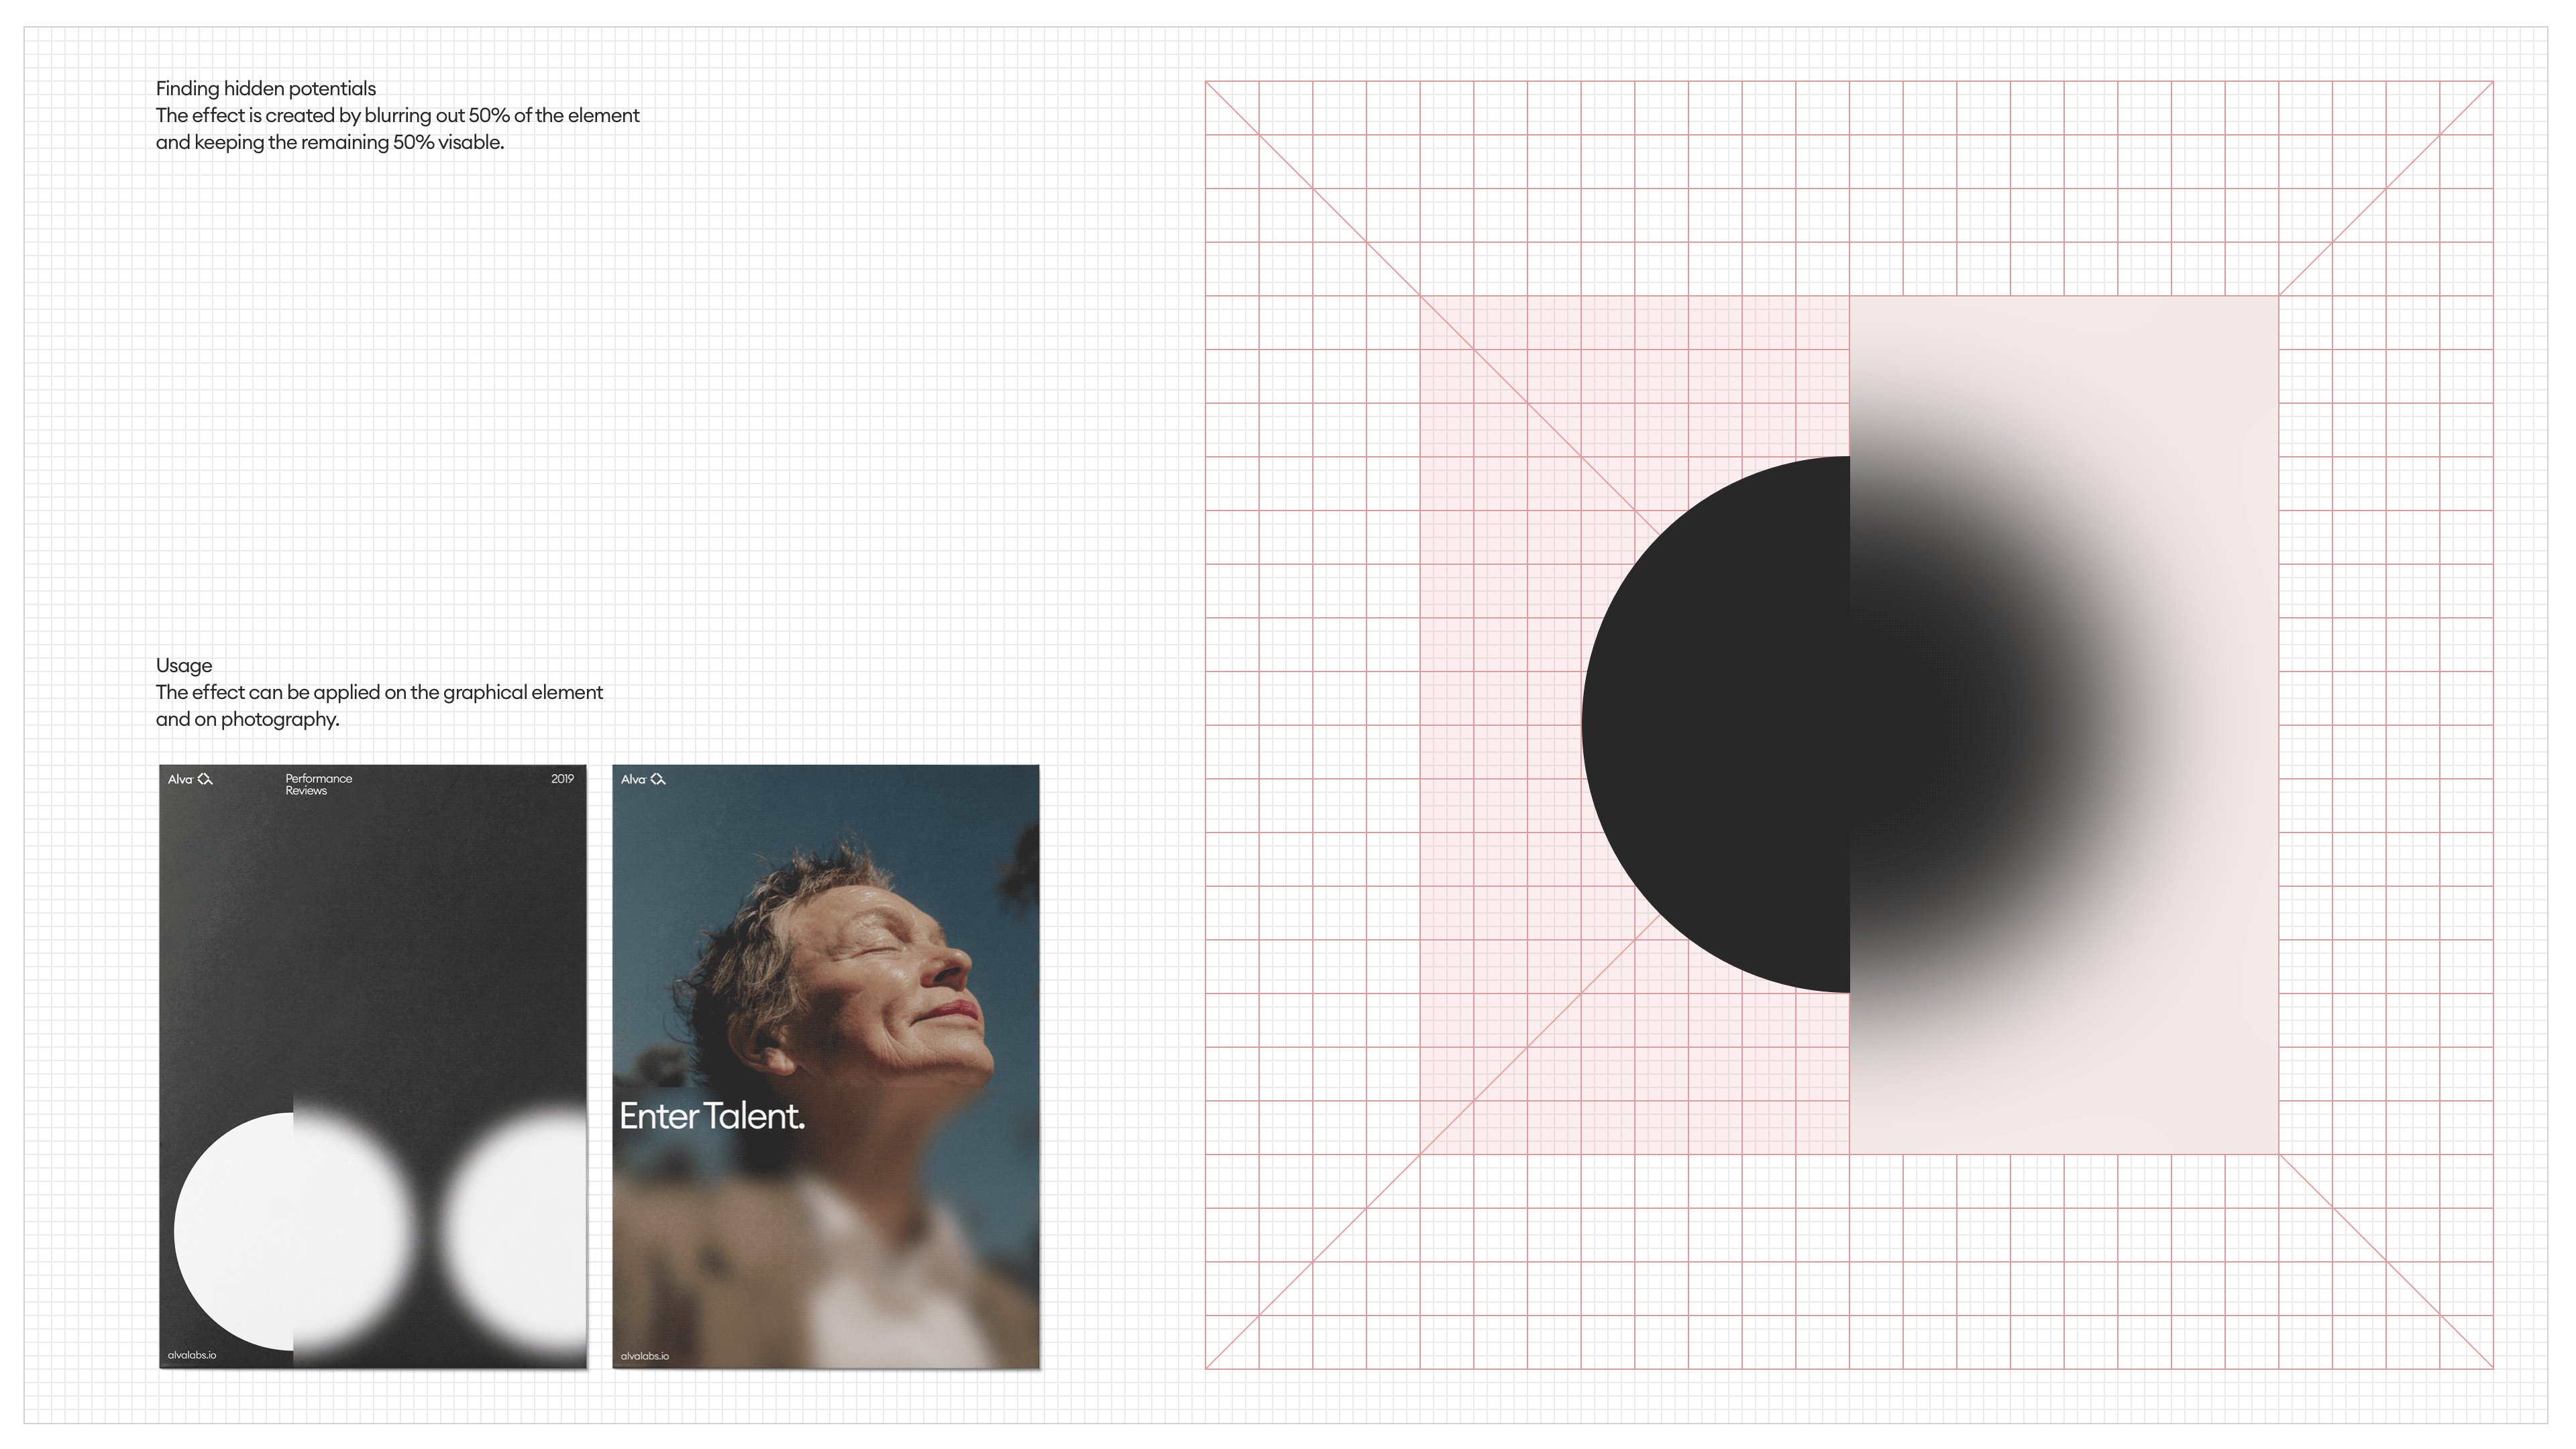 Finding hidden potentials
The effect is created by blurring out 50% of the element
and keeping the remaining 50% visable.
Usage
The effect can be applied on the graphical element
and on photography.
Alva
Performance
Reviews
2019
alvalabs.io
Alva
Enter Talent.
alvalabs.io